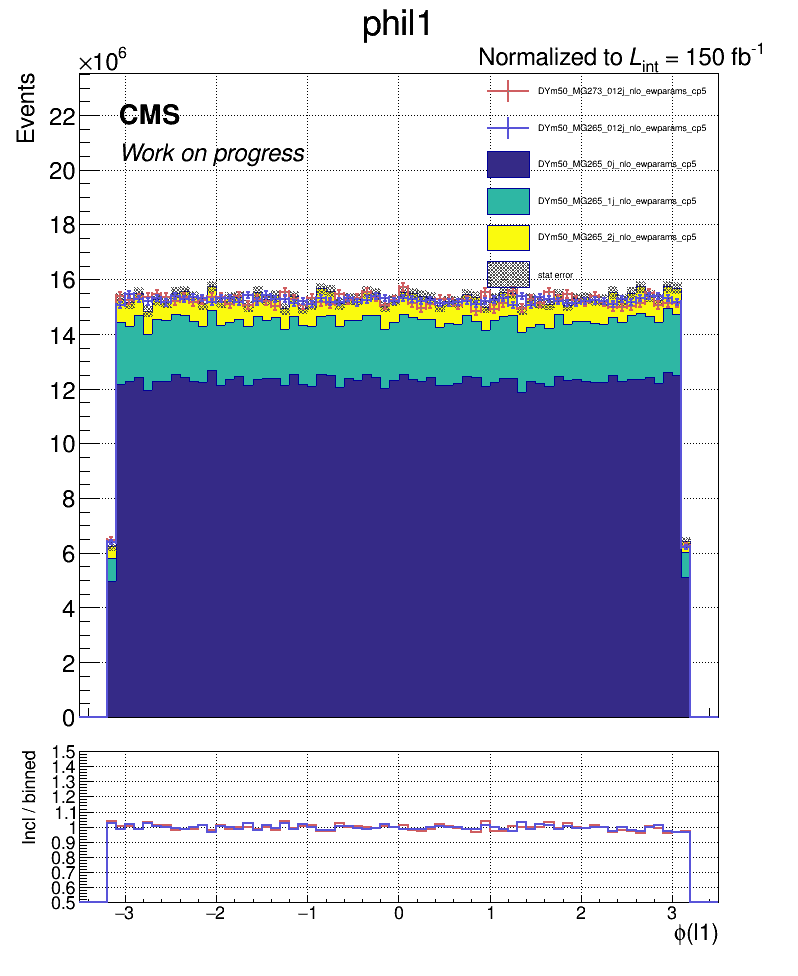 phil1
×10⁶
Normalized to Lint = 150 fb⁻¹
Events
CMS
Work on progress
DYm50_MG273_012j_nlo_ewparams_cp5
DYm50_MG265_012j_nlo_ewparams_cp5
DYm50_MG265_0j_nlo_ewparams_cp5
DYm50_MG265_1j_nlo_ewparams_cp5
DYm50_MG265_2j_nlo_ewparams_cp5
stat error
22
20
18
16
14
12
10
8
6
4
2
0
Incl / binned
1.5
1.4
1.3
1.2
1.1
1
0.9
0.8
0.7
0.6
0.5
−3 −2 −1 0 1 2 3
ϕ(l1)